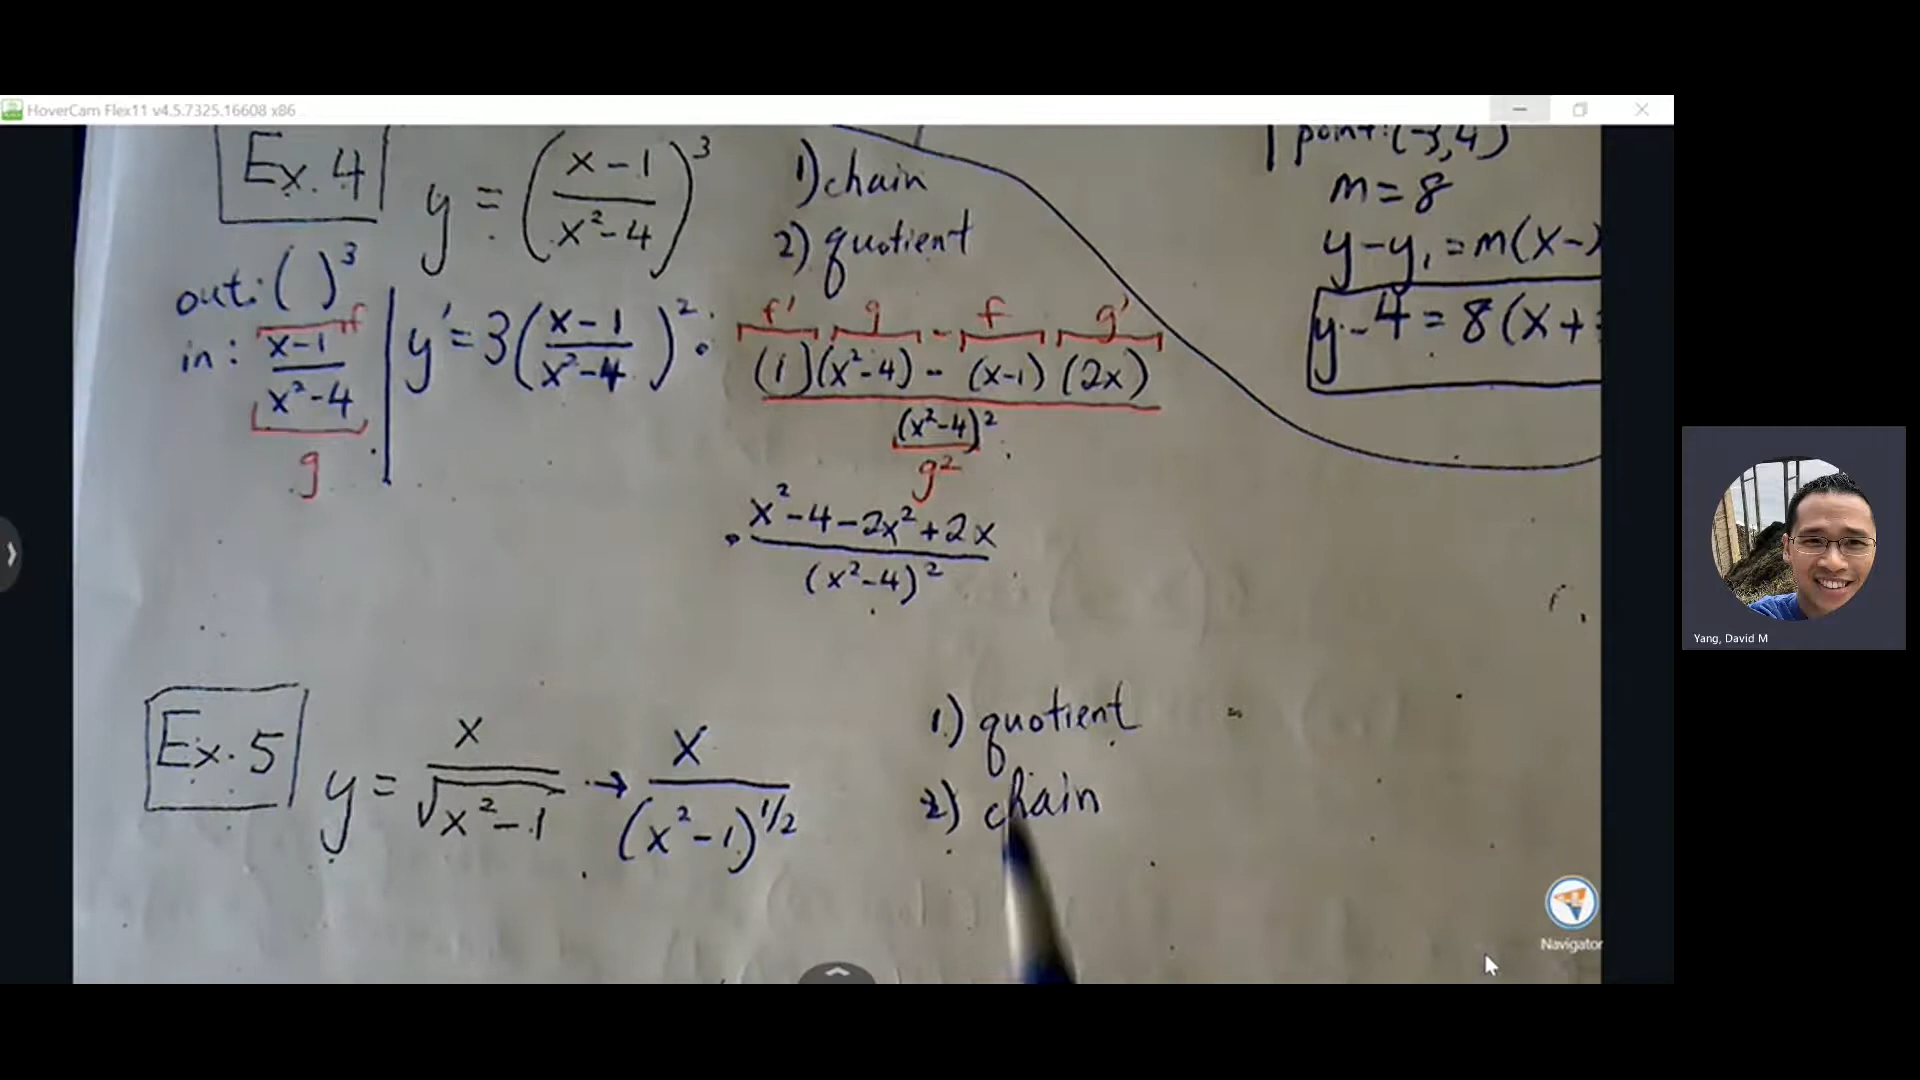 HoverCam Flex11 v4.5.7325.16608 x86
Ex. 4
y = ((x-1)/(x²-4))³
1) chain
2) quotient
out: ( )³
in: (x-1)/(x²-4)
f
g
y' = 3((x-1)/(x²-4))² · ((1)(x²-4) - (x-1)(2x))/(x²-4)²
f' g - f g'
g²
· (x²-4-2x²+2x)/(x²-4)²
point: (-3,4)
m = 8
y-y₁ = m(x-
y-4 = 8(x+
Ex. 5
y = x/√(x²-1) → x/(x²-1)^1/2
1) quotient
2) chain
Navigator
Yang, David M